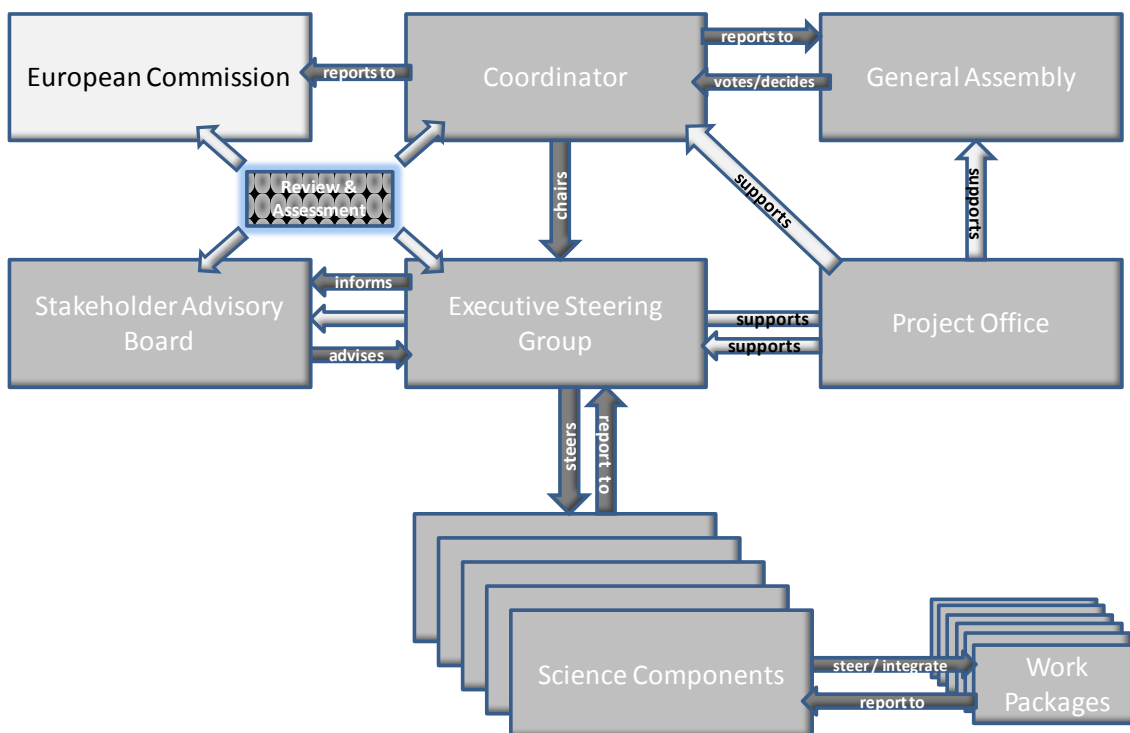 European Commission
reports to
Coordinator
reports to
votes/decides
General Assembly
Review &
Assessment
chairs
supports
supports
Stakeholder Advisory
Board
informs
advises
Executive Steering
Group
supports
supports
Project Office
steers
report to
Science Components
steer / integrate
report to
Work
Packages